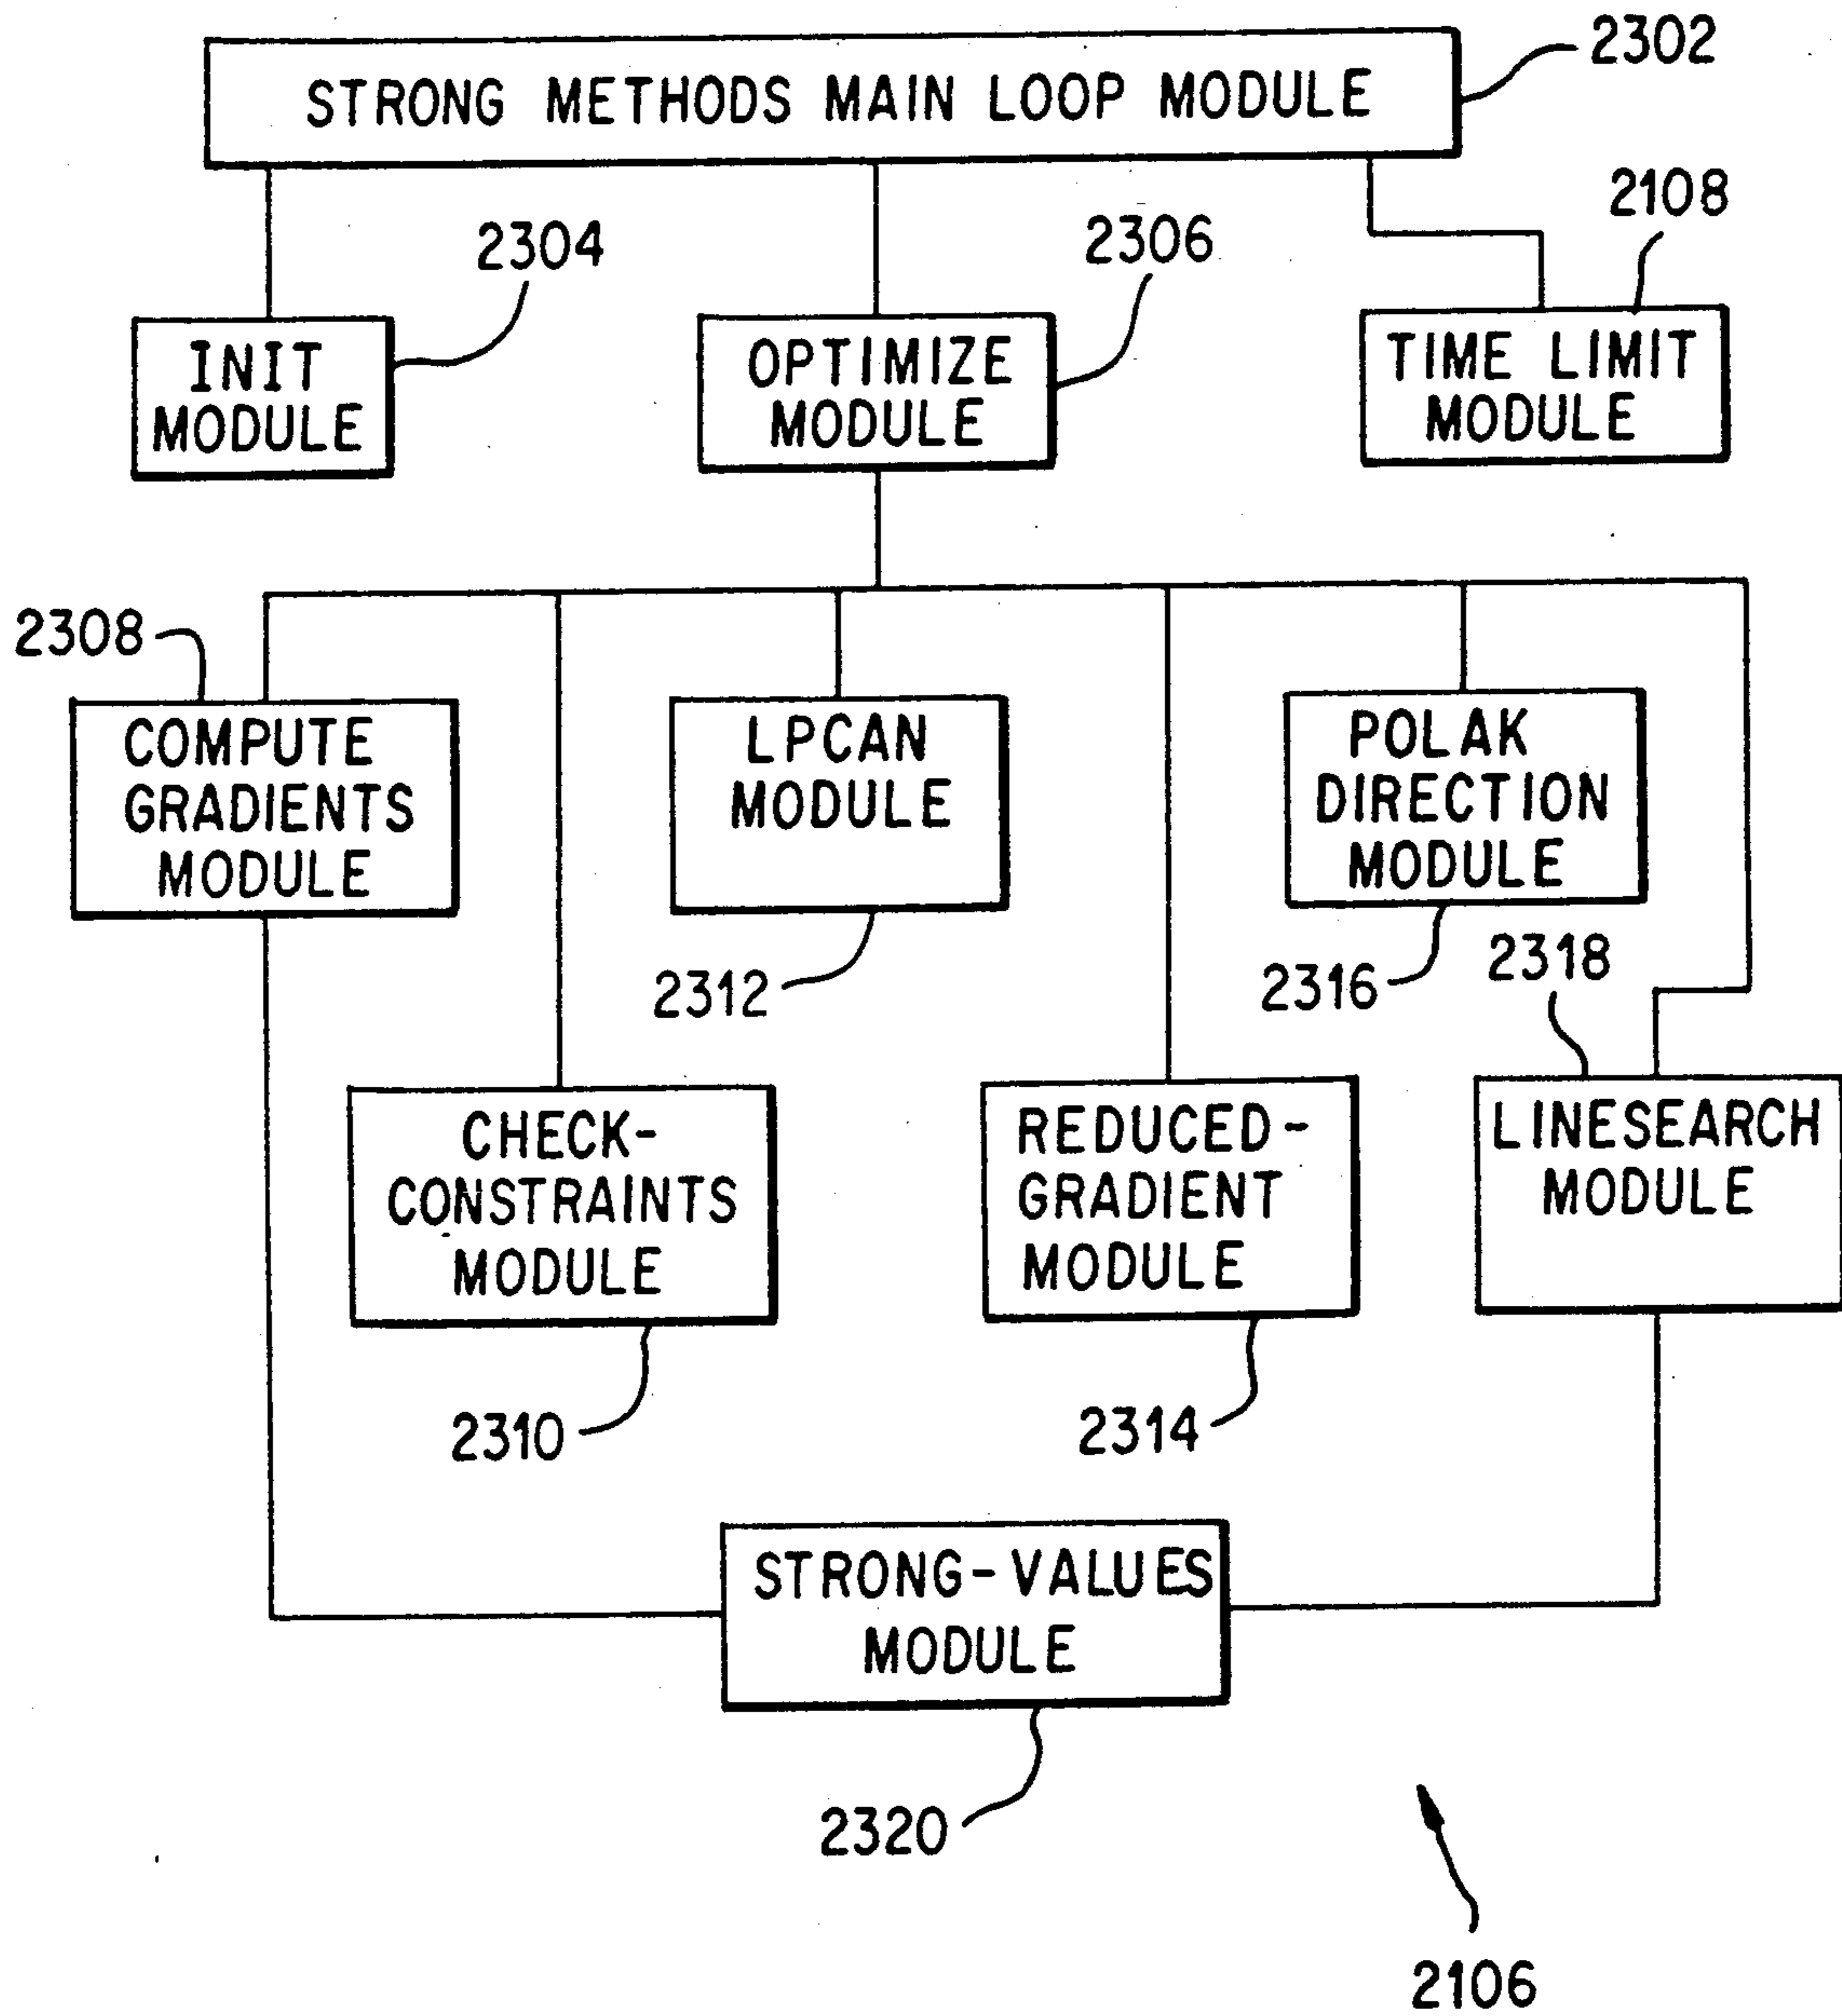 2302
STRONG METHODS MAIN LOOP MODULE
2108
2304
2306
INIT
MODULE
OPTIMIZE
MODULE
TIME LIMIT
MODULE
2308
COMPUTE
GRADIENTS
MODULE
LPCAN
MODULE
POLAK
DIRECTION
MODULE
2312
2316
2318
CHECK-
CONSTRAINTS
MODULE
REDUCED-
GRADIENT
MODULE
LINESEARCH
MODULE
2310
2314
STRONG-VALUES
MODULE
2320
2106